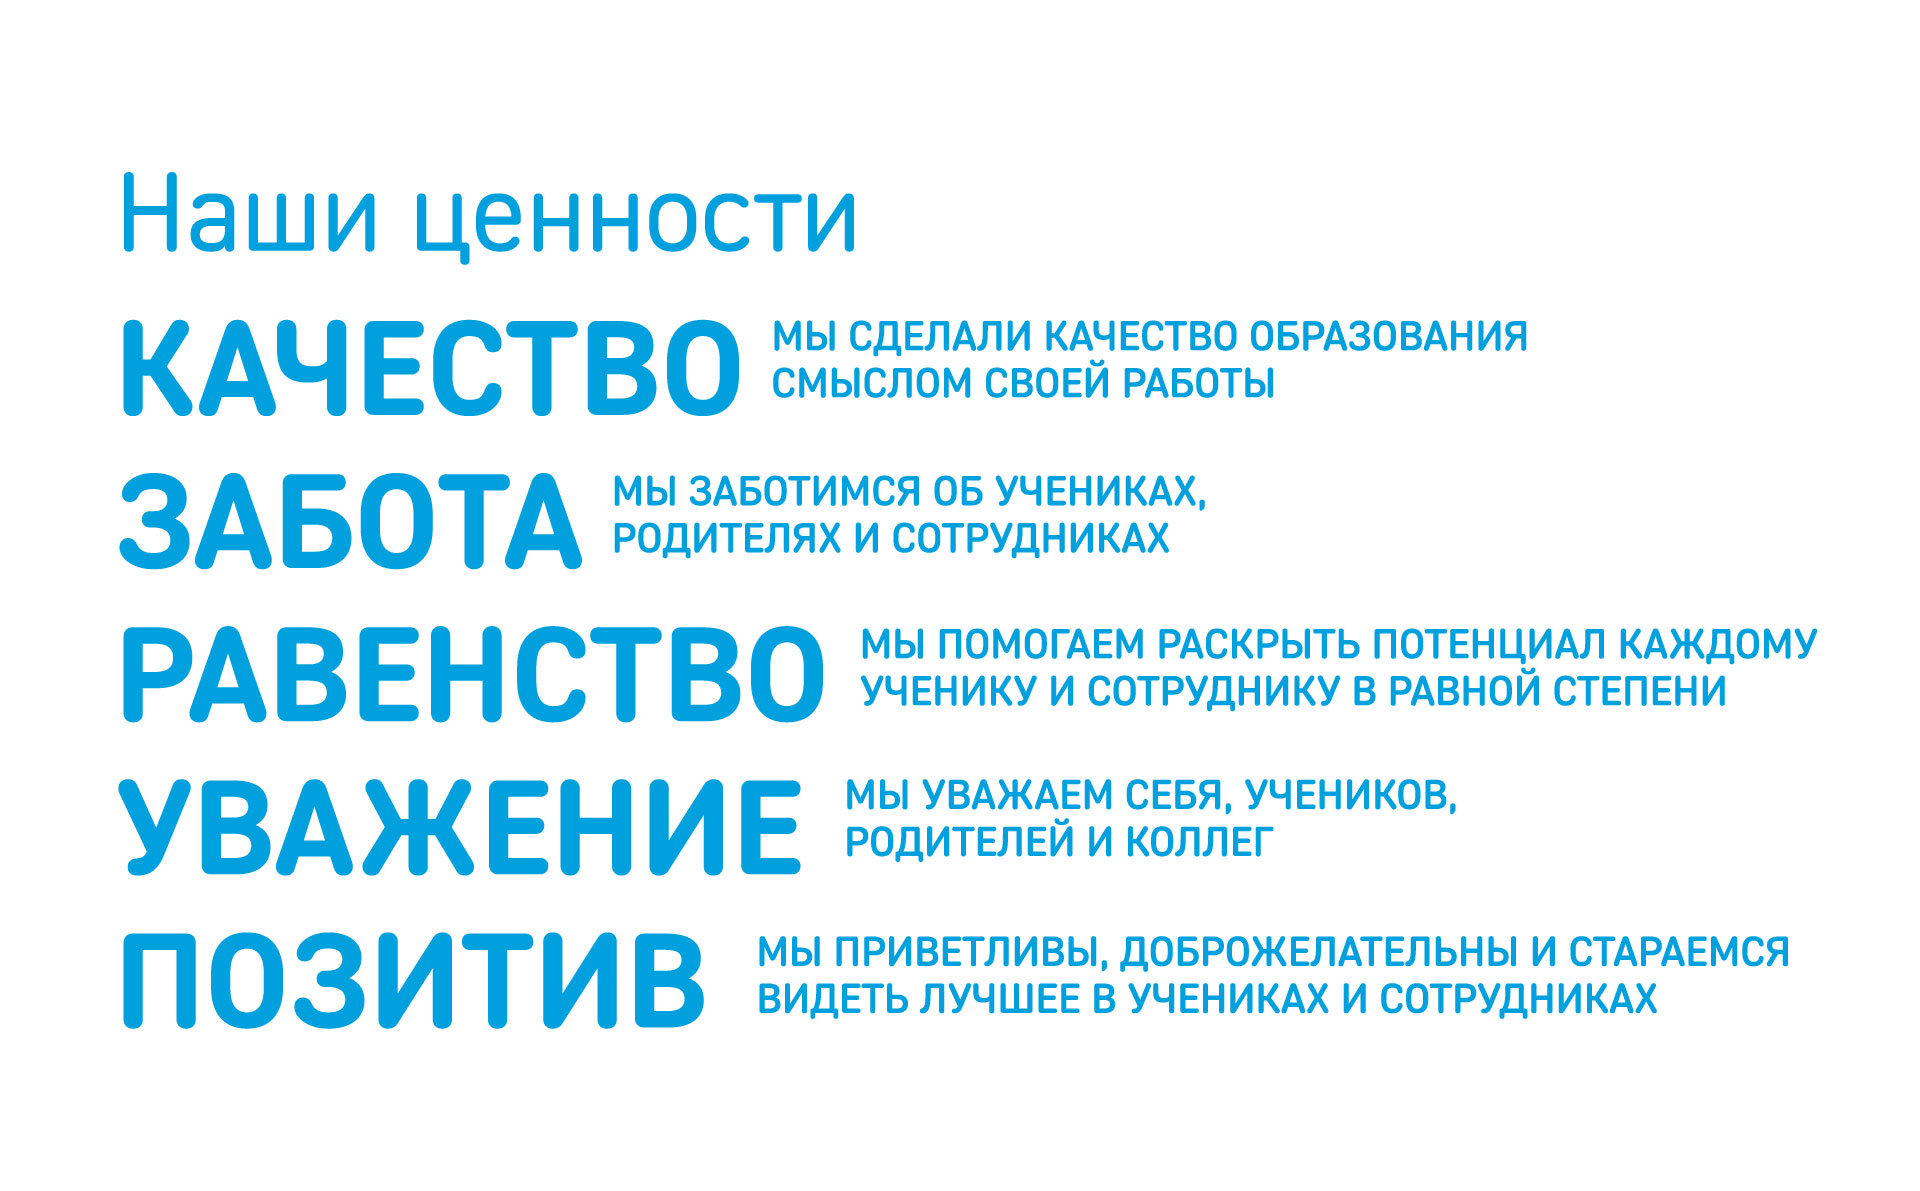 Наши ценности
КАЧЕСТВО
МЫ СДЕЛАЛИ КАЧЕСТВО ОБРАЗОВАНИЯ
СМЫСЛОМ СВОЕЙ РАБОТЫ
ЗАБОТА
МЫ ЗАБОТИМСЯ ОБ УЧЕНИКАХ,
РОДИТЕЛЯХ И СОТРУДНИКАХ
РАВЕНСТВО
МЫ ПОМОГАЕМ РАСКРЫТЬ ПОТЕНЦИАЛ КАЖДОМУ
УЧЕНИКУ И СОТРУДНИКУ В РАВНОЙ СТЕПЕНИ
УВАЖЕНИЕ
МЫ УВАЖАЕМ СЕБЯ, УЧЕНИКОВ,
РОДИТЕЛЕЙ И КОЛЛЕГ
ПОЗИТИВ
МЫ ПРИВЕТЛИВЫ, ДОБРОЖЕЛАТЕЛЬНЫ И СТАРАЕМСЯ
ВИДЕТЬ ЛУЧШЕЕ В УЧЕНИКАХ И СОТРУДНИКАХ